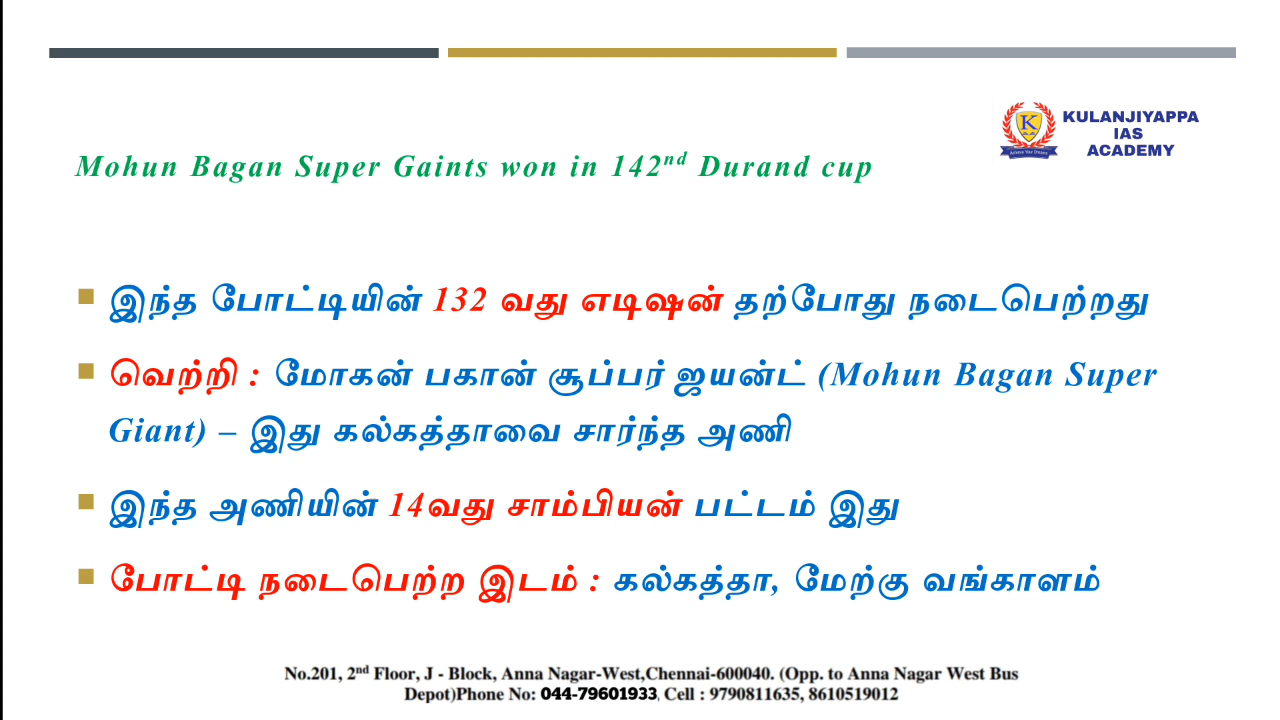 KULANJIYAPPA
IAS
ACADEMY
K
Achieve Your Dreams
Mohun Bagan Super Gaints won in 142nd Durand cup
இந்த போட்டியின் 132 வது எடிஷன் தற்போது நடைபெற்றது
வெற்றி : மோகன் பகான் சூப்பர் ஜயன்ட் (Mohun Bagan Super
Giant) – இது கல்கத்தாவை சார்ந்த அணி
இந்த அணியின் 14வது சாம்பியன் பட்டம் இது
போட்டி நடைபெற்ற இடம் : கல்கத்தா, மேற்கு வங்காளம்
No.201, 2nd Floor, J - Block, Anna Nagar-West,Chennai-600040. (Opp. to Anna Nagar West Bus
Depot)Phone No: 044-79601933, Cell : 9790811635, 8610519012